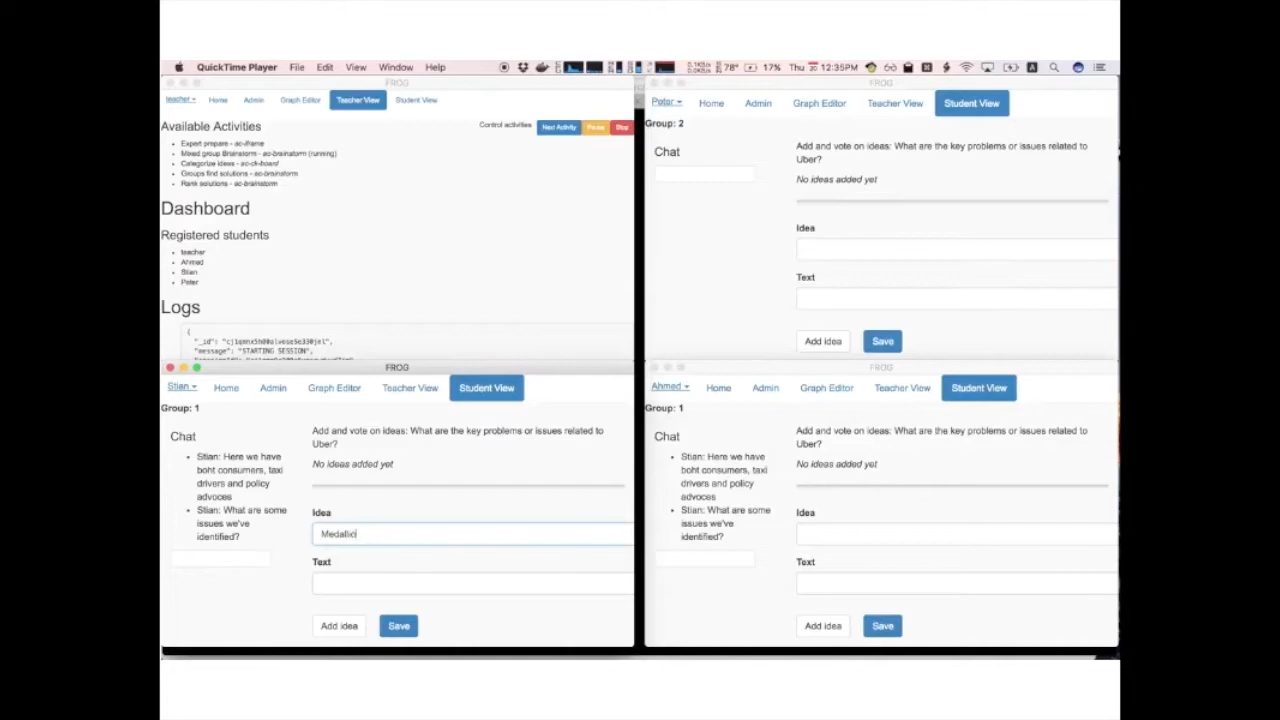 QuickTime Player File Edit View Window Help 78° 17% Thu 20 12:35PM
FROG
teacher Home Admin Graph Editor Teacher View Student View
Available Activities
Control activities Next Activity Pause Stop
Expert prepare - ac-iframe
Mixed group Brainstorm - ac-brainstorm (running)
Categorize ideas - ac-ck-board
Groups find solutions - ac-brainstorm
Rank solutions - ac-brainstorm
Dashboard
Registered students
teacher
Ahmed
Stian
Peter
Logs
{
"message": "STARTING SESSION",
FROG
Peter Home Admin Graph Editor Teacher View Student View
Group: 2
Chat
Add and vote on ideas: What are the key problems or issues related to
Uber?
No ideas added yet
Idea
Text
Add idea Save
FROG
Stian Home Admin Graph Editor Teacher View Student View
Group: 1
Chat
Stian: Here we have
boht consumers, taxi
drivers and policy
advoces
Stian: What are some
issues we've
identified?
Add and vote on ideas: What are the key problems or issues related to
Uber?
No ideas added yet
Idea
Medallio
Text
Add idea Save
FROG
Ahmed Home Admin Graph Editor Teacher View Student View
Group: 1
Chat
Stian: Here we have
boht consumers, taxi
drivers and policy
advoces
Stian: What are some
issues we've
identified?
Add and vote on ideas: What are the key problems or issues related to
Uber?
No ideas added yet
Idea
Text
Add idea Save